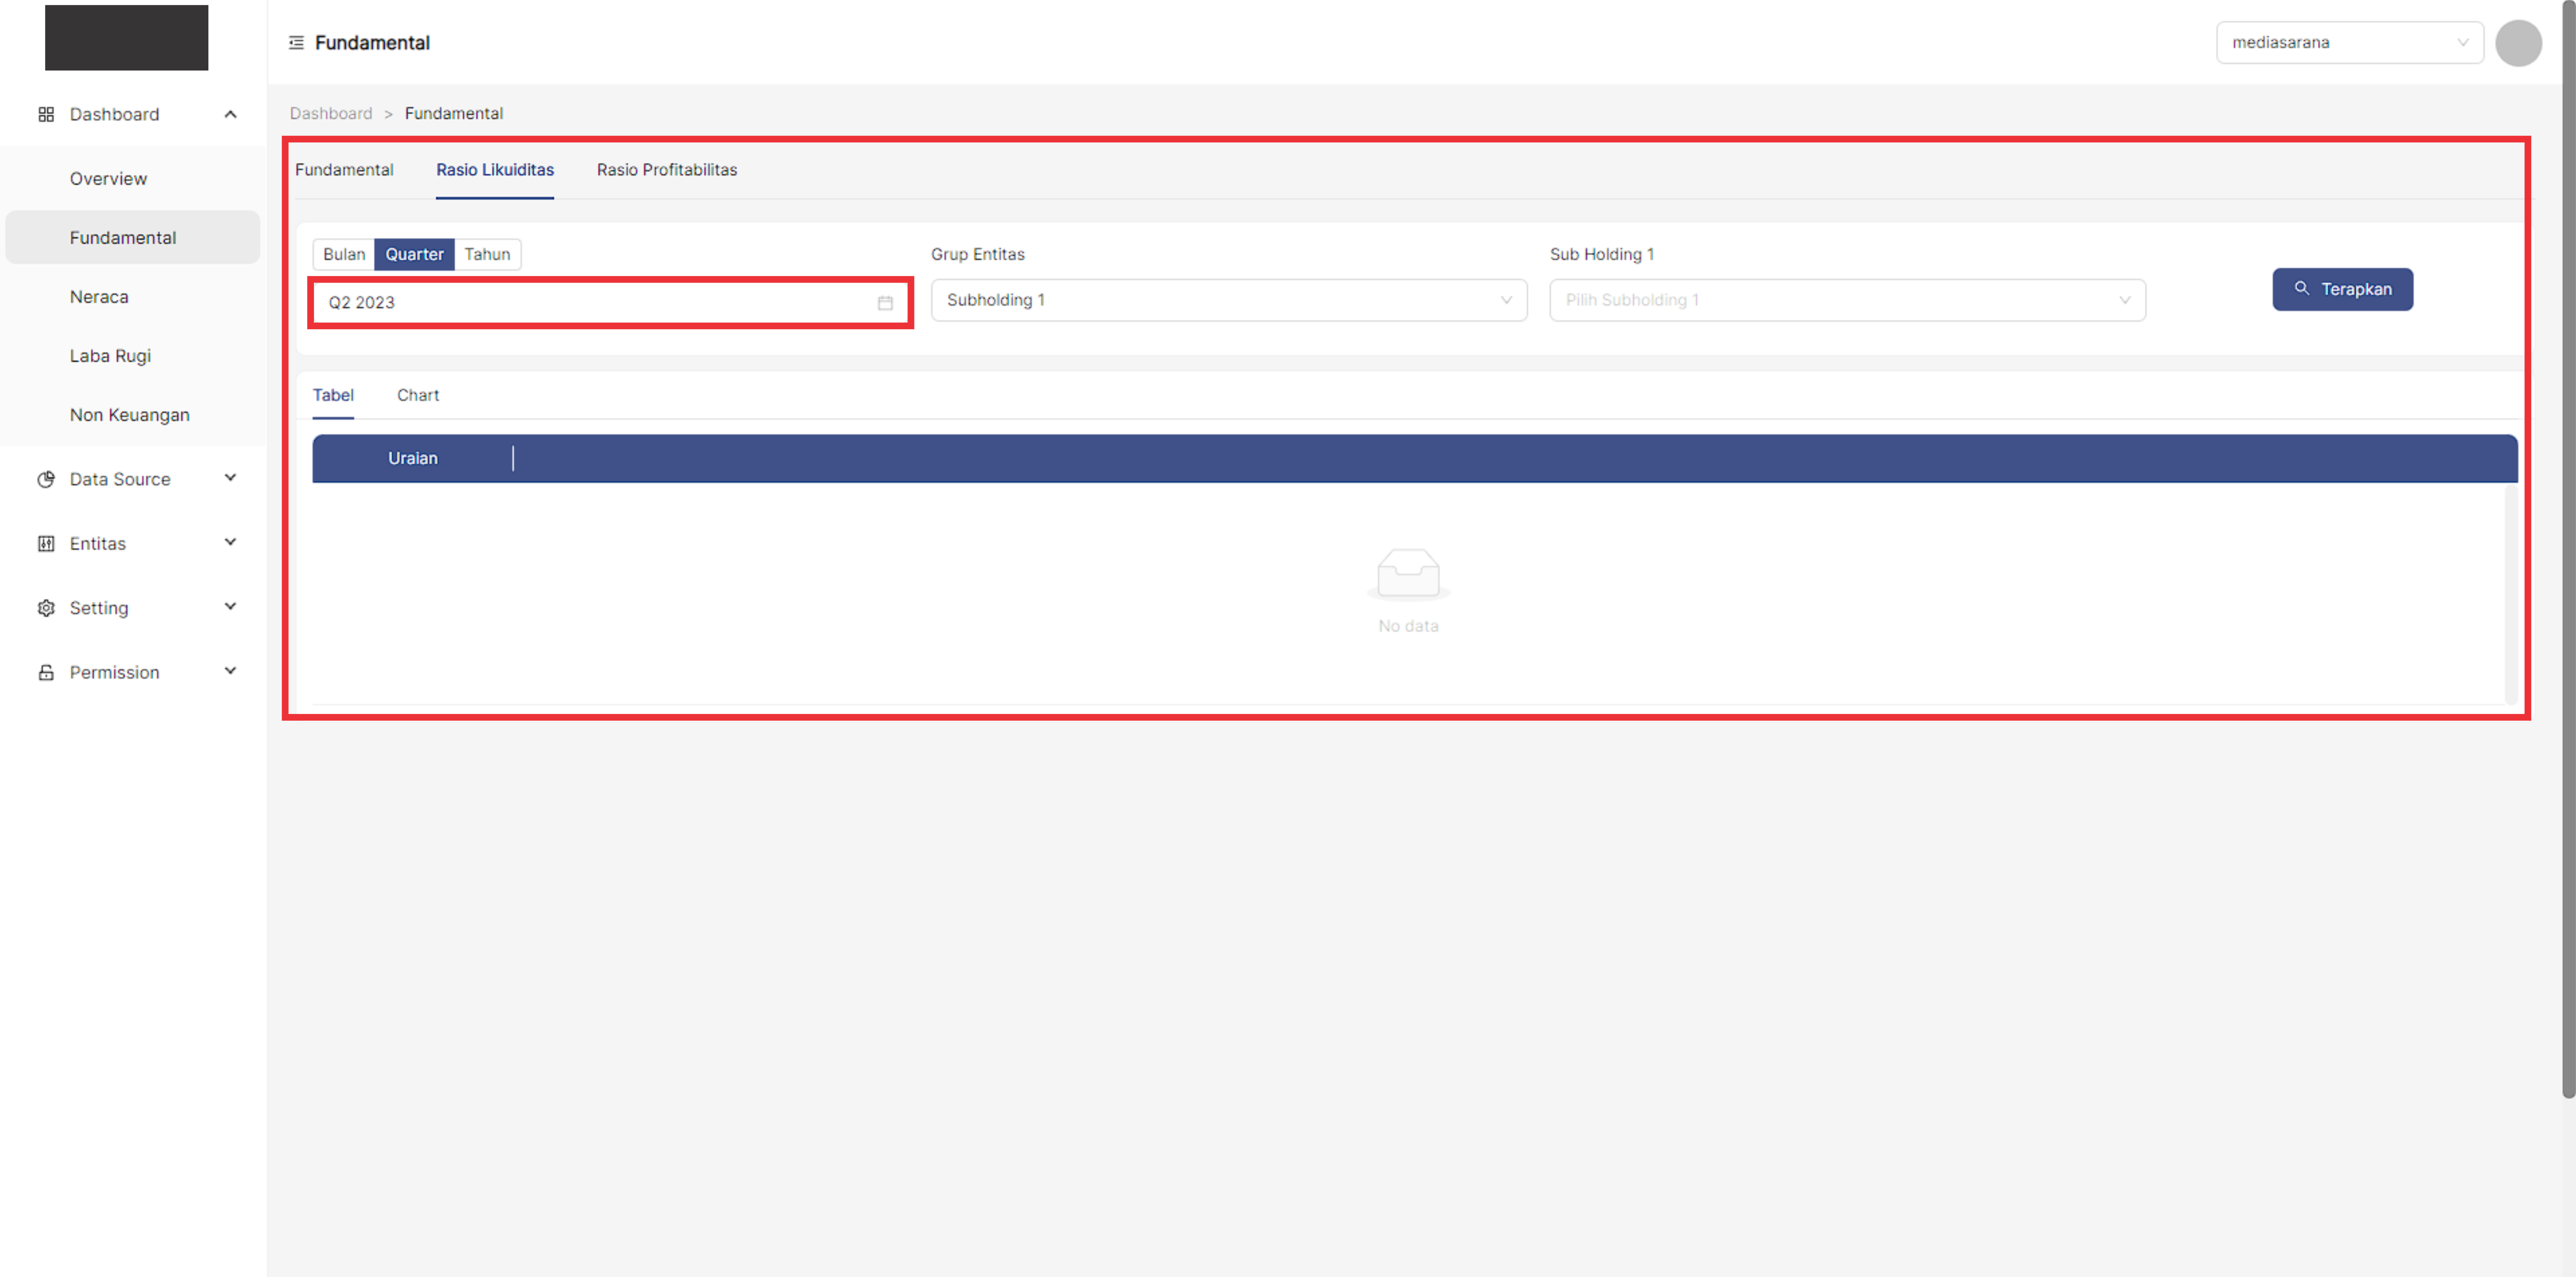 Fundamental
mediasarana
Dashboard
Overview
Fundamental
Neraca
Laba Rugi
Non Keuangan
Data Source
Entitas
Setting
Permission
Dashboard > Fundamental
Fundamental Rasio Likuiditas Rasio Profitabilitas
Bulan Quarter Tahun Grup Entitas Sub Holding 1
Q2 2023 Subholding 1 Pilih Subholding 1 Terapkan
Tabel Chart
Uraian
No data